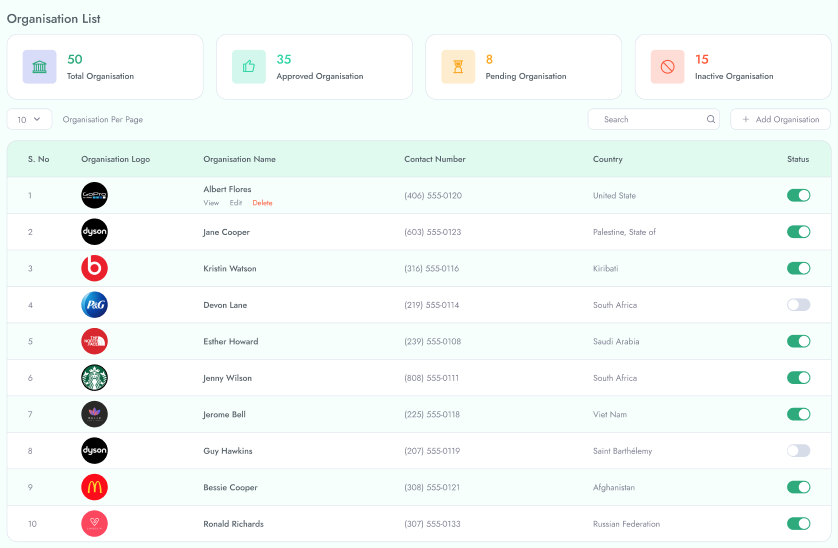 Organisation List
50
Total Organisation
35
Approved Organisation
8
Pending Organisation
15
Inactive Organisation
10 Organisation Per Page Search + Add Organisation
S. No Organisation Logo Organisation Name Contact Number Country Status
1 GoPro Albert Flores (406) 555-0120 United State
View Edit Delete
2 dyson Jane Cooper (603) 555-0123 Palestine, State of
3 b Kristin Watson (316) 555-0116 Kiribati
4 P&G Devon Lane (219) 555-0114 South Africa
5 THE NORTH FACE Esther Howard (239) 555-0108 Saudi Arabia
6 Jenny Wilson (808) 555-0111 South Africa
7 Jerome Bell (225) 555-0118 Viet Nam
8 dyson Guy Hawkins (207) 555-0119 Saint Barthélemy
9 M Bessie Cooper (308) 555-0121 Afghanistan
10 Ronald Richards (307) 555-0133 Russian Federation